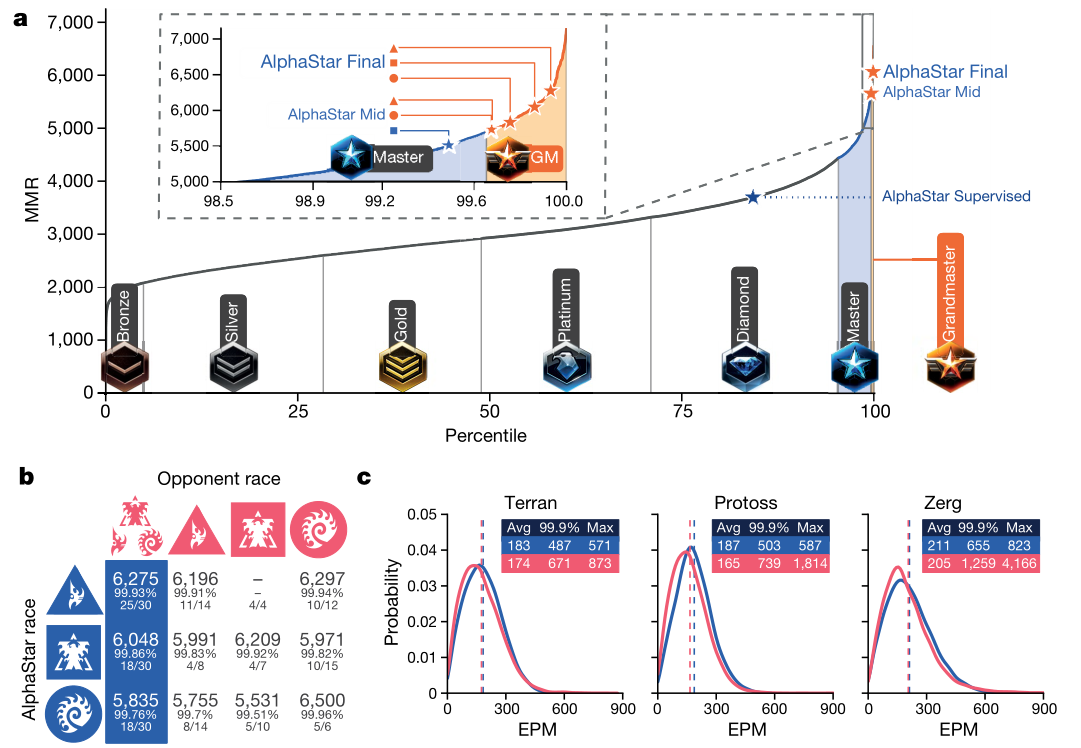 a
7,000
6,000
5,000
4,000
3,000
2,000
1,000
0
MMR
7,000
6,500
6,000
5,500
5,000
AlphaStar Final
AlphaStar Mid
Master
GM
98.5
98.9
99.2
99.6
100.0
AlphaStar Final
AlphaStar Mid
AlphaStar Supervised
Bronze
Silver
Gold
Platinum
Diamond
Master
Grandmaster
0
25
50
75
100
Percentile
b
Opponent race
AlphaStar race
6,275 6,196 – 6,297
99.93% 99.91% – 99.94%
25/30 11/14 4/4 10/12
6,048 5,991 6,209 5,971
99.86% 99.83% 99.92% 99.82%
18/30 4/8 4/7 10/15
5,835 5,755 5,531 6,500
99.76% 99.7% 99.51% 99.96%
18/30 8/14 5/10 5/6
c
Probability
0.05
0.04
0.03
0.02
0.01
0
Terran
Avg 99.9% Max
183 487 571
174 671 873
0 300 600 900
EPM
Protoss
Avg 99.9% Max
187 503 587
165 739 1,814
0 300 600 900
EPM
Zerg
Avg 99.9% Max
211 655 823
205 1,259 4,166
0 300 600 900
EPM